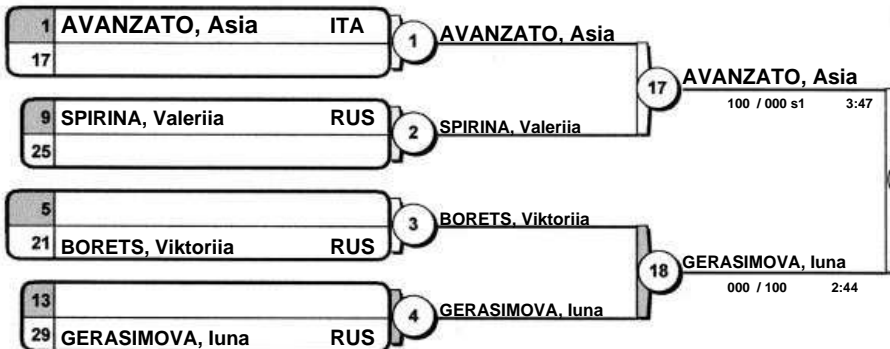 1 AVANZATO, Asia ITA
17
1
AVANZATO, Asia
9 SPIRINA, Valeriia RUS
25
2
SPIRINA, Valeriia
17
AVANZATO, Asia
100 / 000 s1 3:47
5
21 BORETS, Viktoriia RUS
3
BORETS, Viktoriia
13
29 GERASIMOVA, Iuna RUS
4
GERASIMOVA, Iuna
18
GERASIMOVA, Iuna
000 / 100 2:44